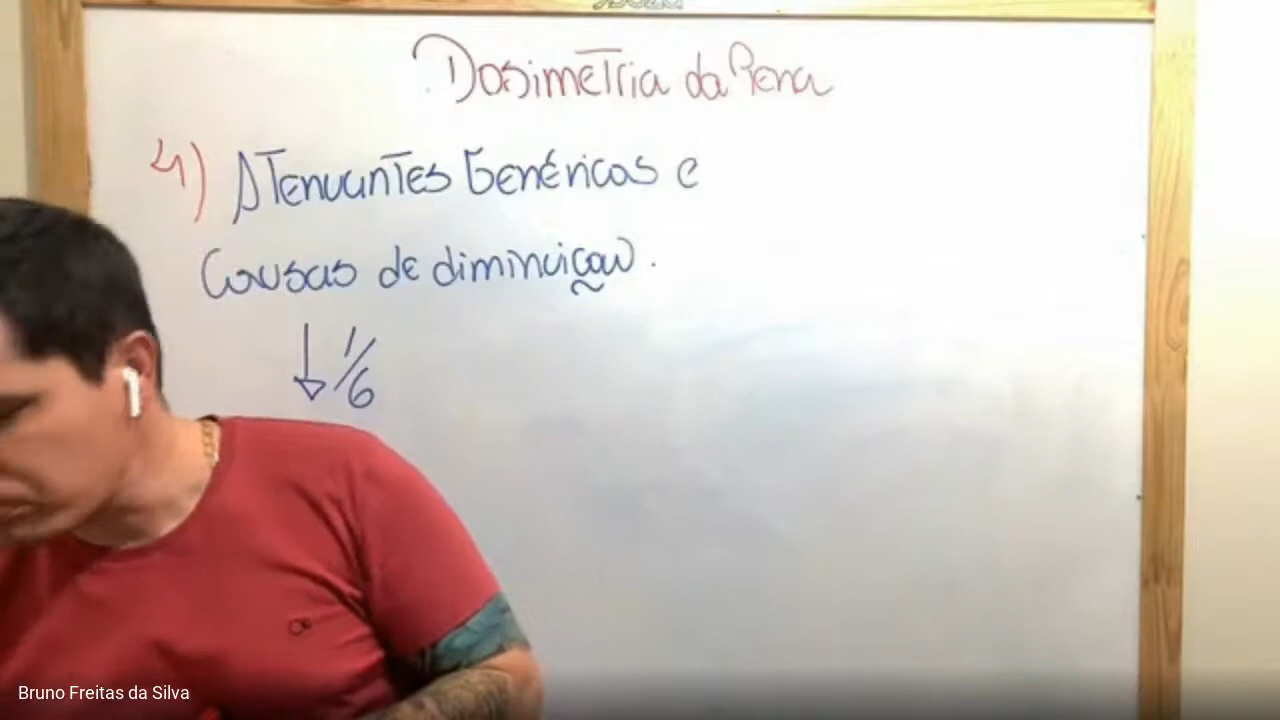 Dosimetria da Pena
4) Atenuantes Genéricas e
Causas de diminuição.
↓ 1/6
Bruno Freitas da Silva